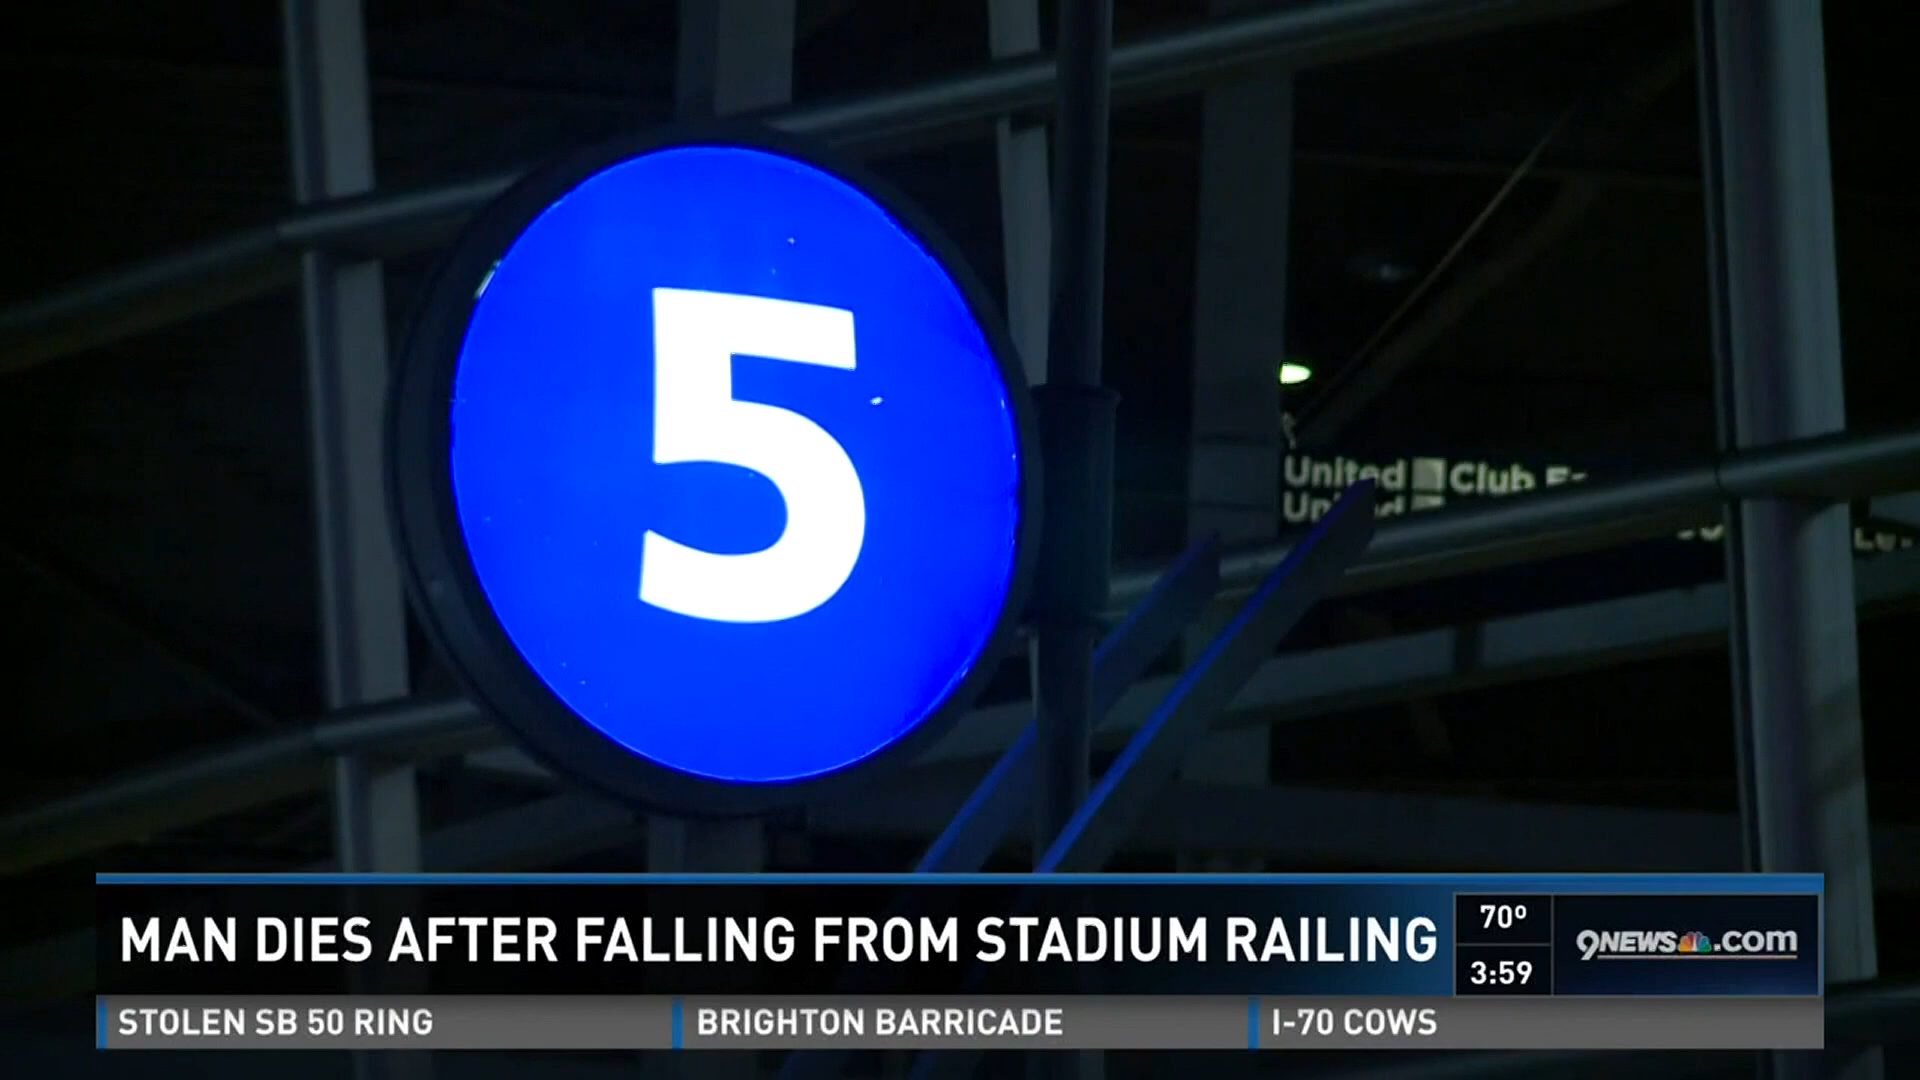 5
United Club
United
MAN DIES AFTER FALLING FROM STADIUM RAILING
70°
3:59
9NEWS.com
STOLEN SB 50 RING
BRIGHTON BARRICADE
I-70 COWS